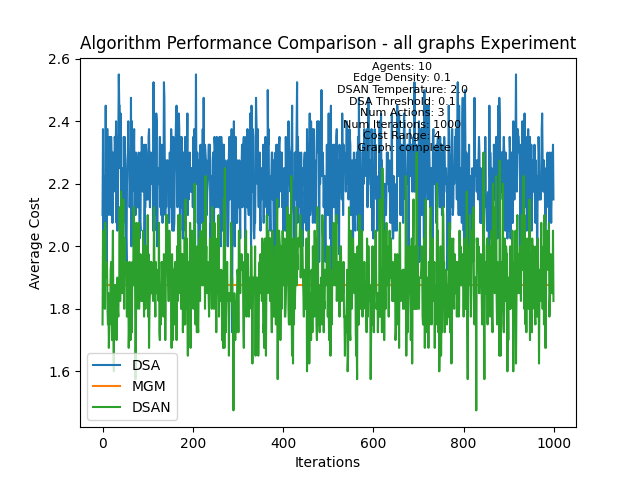 Algorithm Performance Comparison - all graphs Experiment
Agents: 10
Edge Density: 0.1
DSAN Temperature: 2.0
DSA Threshold: 0.1
Num Actions: 3
Num Iterations: 1000
Cost Range: 4
Graph: complete
2.6
2.4
2.2
2.0
1.8
1.6
Average Cost
DSA
MGM
DSAN
0 200 400 600 800 1000
Iterations